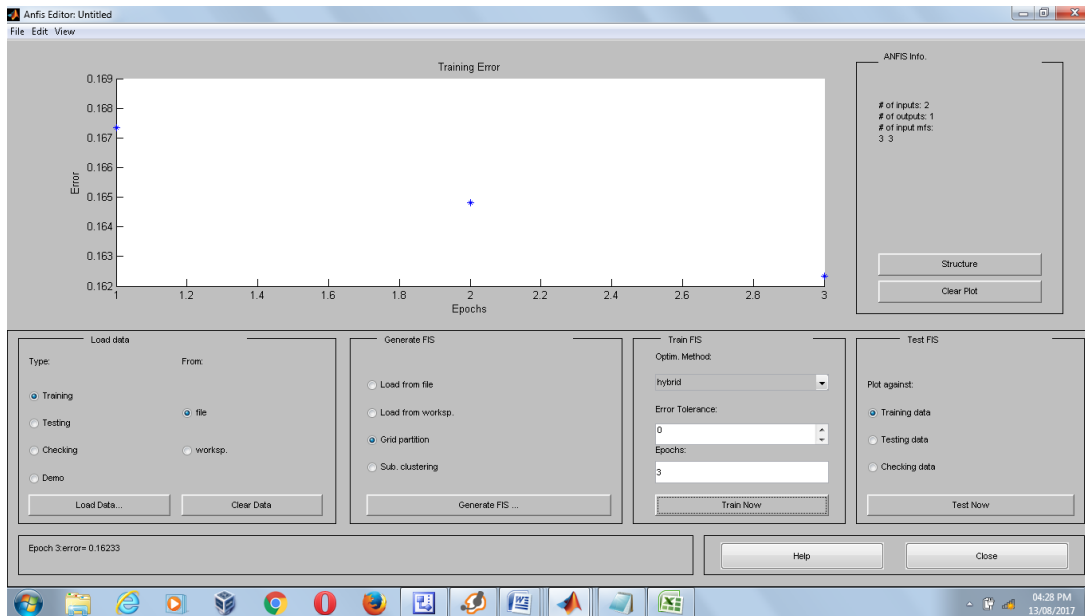 Anfis Editor: Untitled
File Edit View
Training Error
0.169
0.168
0.167
0.166
0.165
0.164
0.163
0.162
Error
1 1.2 1.4 1.6 1.8 2 2.2 2.4 2.6 2.8 3
Epochs
ANFIS Info.
# of inputs: 2
# of outputs: 1
# of input mfs:
3 3
Structure
Clear Plot
Load data
Type:
From:
Training
file
Testing
Checking
worksp.
Demo
Load Data...
Clear Data
Generate FIS
Load from file
Load from worksp.
Grid partition
Sub. clustering
Generate FIS ...
Train FIS
Optim. Method:
hybrid
Error Tolerance:
0
Epochs:
3
Train Now
Test FIS
Plot against:
Training data
Testing data
Checking data
Test Now
Epoch 3:error= 0.16233
Help
Close
04:28 PM
13/08/2017